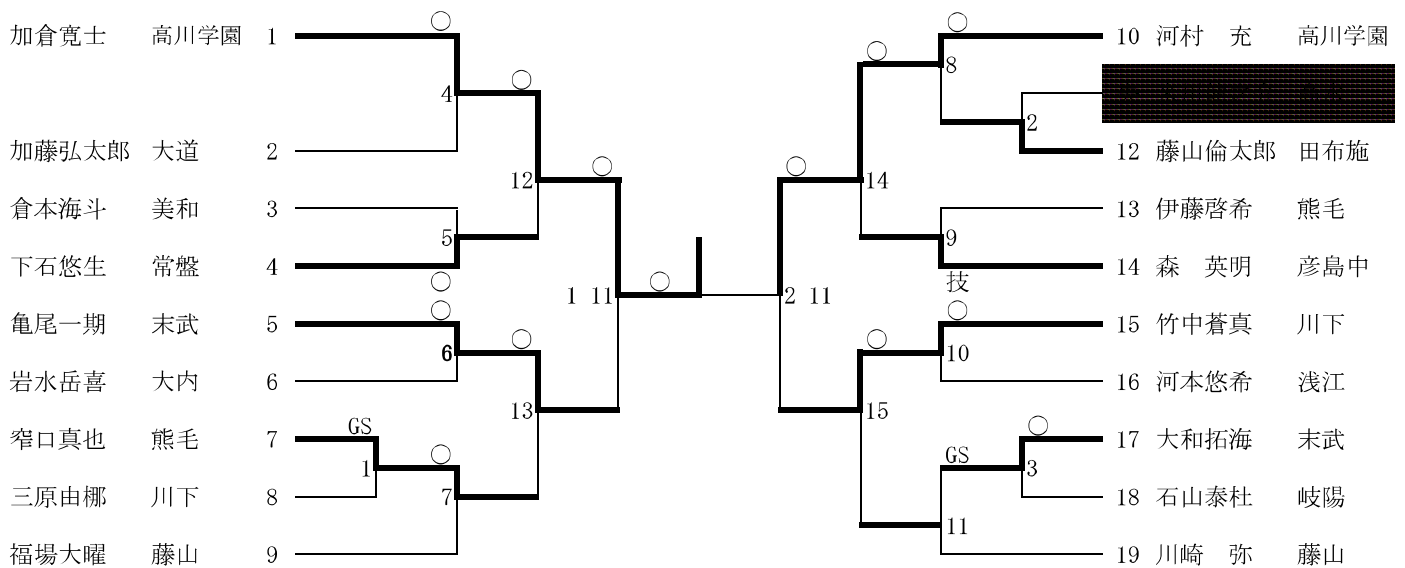 加倉寛士 高川学園 1
加藤弘太郎 大道 2
倉本海斗 美和 3
下石悠生 常盤 4
亀尾一期 末武 5
岩水岳喜 大内 6
窄口真也 熊毛 7
三原由梛 川下 8
福場大曜 藤山 9
4
12
5
1 11
6
13
GS
1
7
8
2
14
9
技
2 11
10
15
GS
3
11
10 河村 充 高川学園
12 藤山倫太郎 田布施
13 伊藤啓希 熊毛
14 森 英明 彦島中
15 竹中蒼真 川下
16 河本悠希 浅江
17 大和拓海 末武
18 石山泰杜 岐陽
19 川崎 弥 藤山